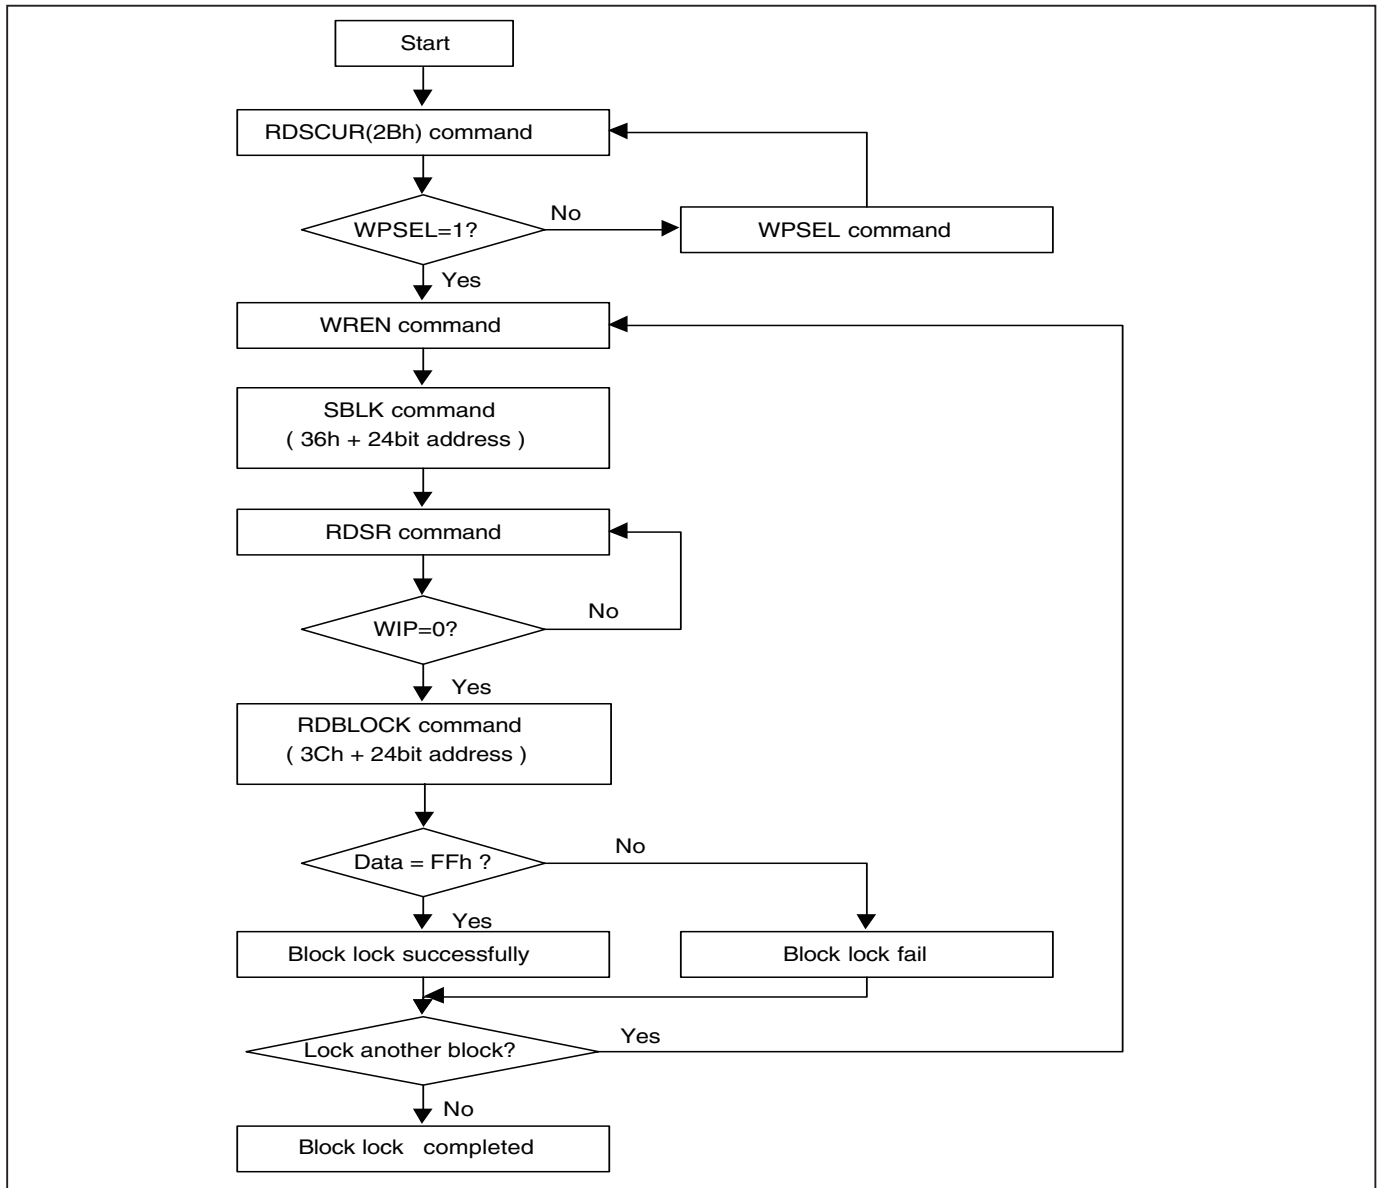 Start
RDSCUR(2Bh) command
WPSEL=1?
No
WPSEL command
Yes
WREN command
SBLK command
( 36h + 24bit address )
RDSR command
WIP=0?
No
Yes
RDBLOCK command
( 3Ch + 24bit address )
Data = FFh ?
No
Yes
Block lock successfully
Block lock fail
Lock another block?
Yes
No
Block lock completed